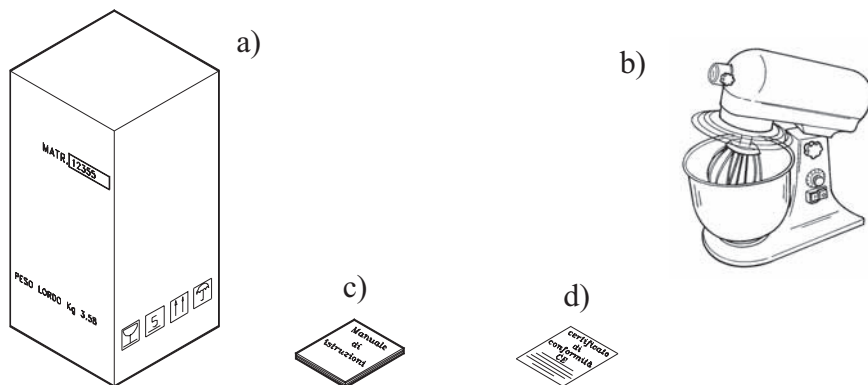 a)
b)
MATR. 12355
PESO LORDO Kg 3,58
5
c)
d)
Manuale
di
istruzioni
certificato
di
conformità
CE